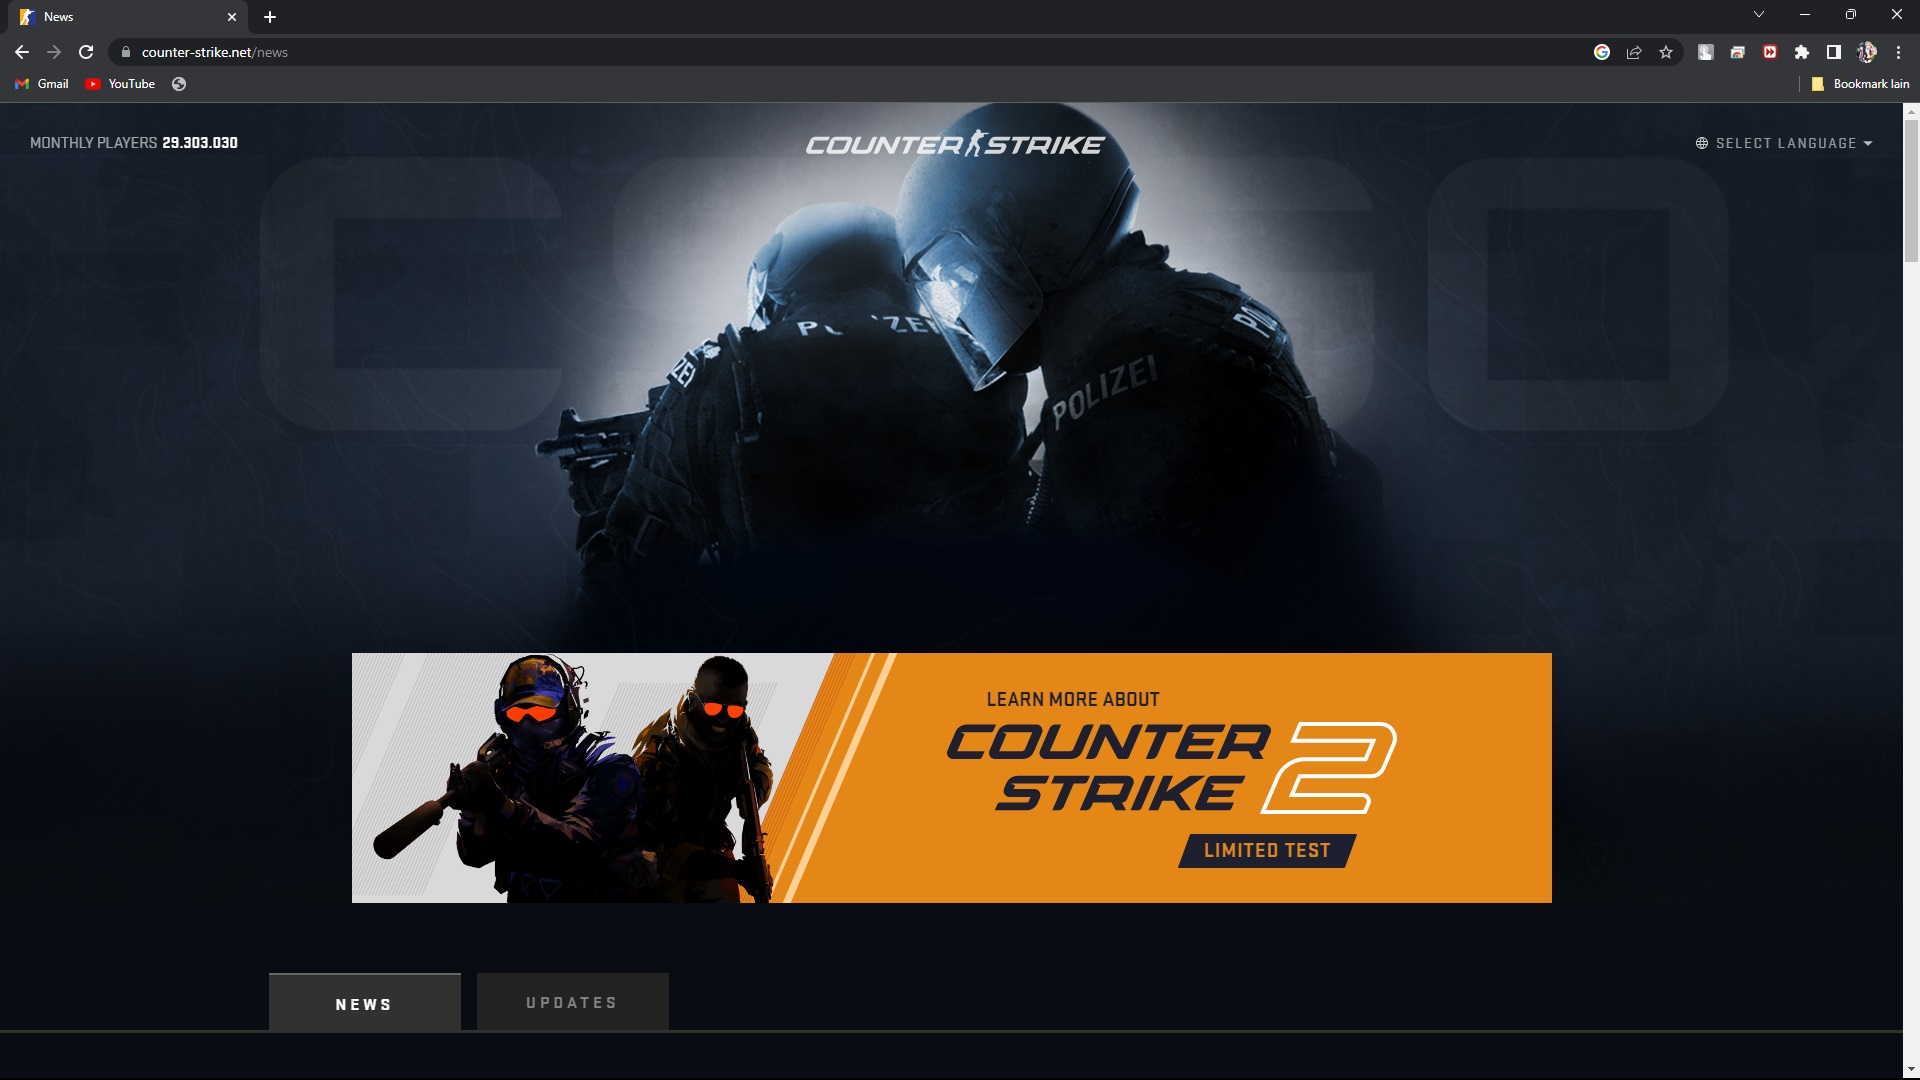 News
counter-strike.net/news
Gmail
YouTube
Bookmark lain
MONTHLY PLAYERS 29.303.030
COUNTER STRIKE
SELECT LANGUAGE
CSGO
POLIZEI
LEARN MORE ABOUT
COUNTER
STRIKE 2
LIMITED TEST
NEWS
UPDATES